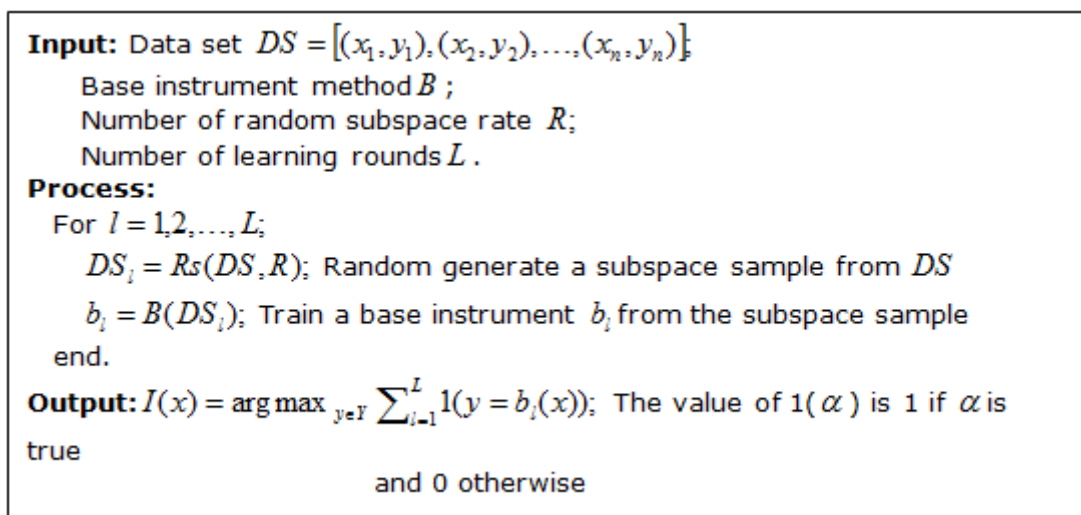 Input: Data set DS = [(x₁, y₁), (x₂, y₂), ..., (xₙ, yₙ)];
Base instrument method B ;
Number of random subspace rate R;
Number of learning rounds L .
Process:
For l = 1,2,..., L;
DSₗ = Rs(DS, R); Random generate a subspace sample from DS
bₗ = B(DSₗ); Train a base instrument bₗ from the subspace sample
end.
Output: I(x) = arg max y∈Y ∑ᴸₗ₌₁ 1(y = bₗ(x)); The value of 1(α) is 1 if α is
true
and 0 otherwise